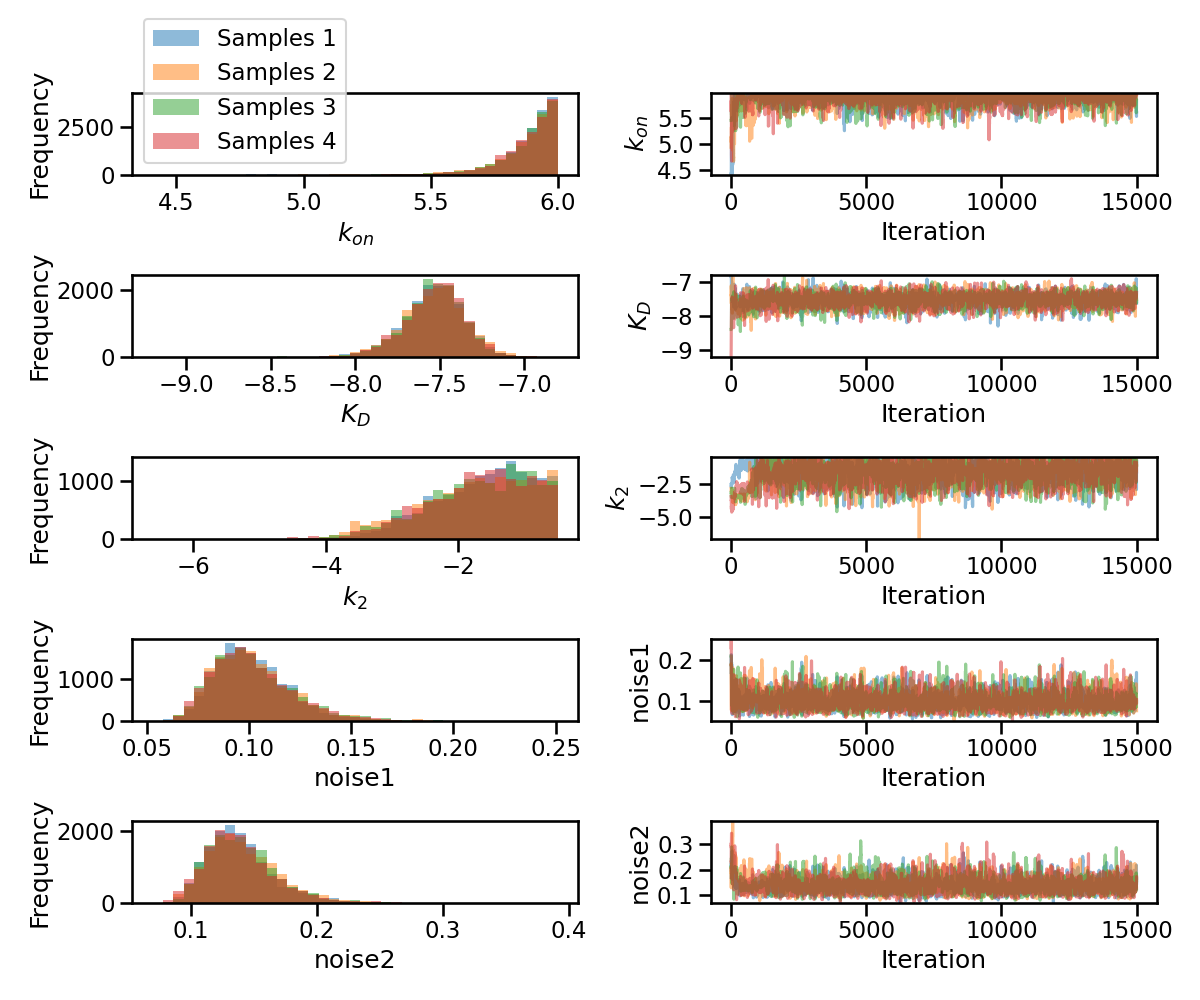 Samples 1
Samples 2
Samples 3
Samples 4
Frequency
2500
0
4.5 5.0 5.5 6.0
k_on
k_on
5.5
5.0
4.5
0 5000 10000 15000
Iteration
Frequency
2000
0
−9.0 −8.5 −8.0 −7.5 −7.0
K_D
K_D
−7
−8
−9
0 5000 10000 15000
Iteration
Frequency
1000
0
−6 −4 −2
k_2
k_2
−2.5
−5.0
0 5000 10000 15000
Iteration
Frequency
1000
0
0.05 0.10 0.15 0.20 0.25
noise1
noise1
0.2
0.1
0 5000 10000 15000
Iteration
Frequency
2000
0
0.1 0.2 0.3 0.4
noise2
noise2
0.3
0.2
0.1
0 5000 10000 15000
Iteration